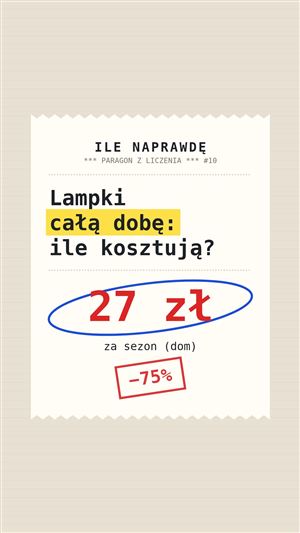 ILE NAPRAWDĘ
*** PARAGON Z LICZENIA *** #10
Lampki
całą dobę:
ile kosztują?
27 zł
za sezon (dom)
−75%